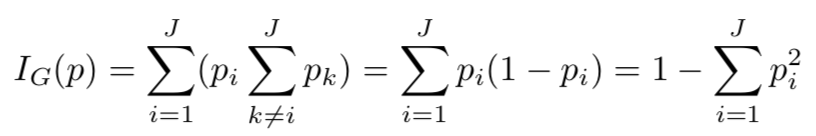 $I_G(p) = \sum_{i=1}^{J} (p_i \sum_{k \neq i}^{J} p_k) = \sum_{i=1}^{J} p_i (1 - p_i) = 1 - \sum_{i=1}^{J} p_i^2$